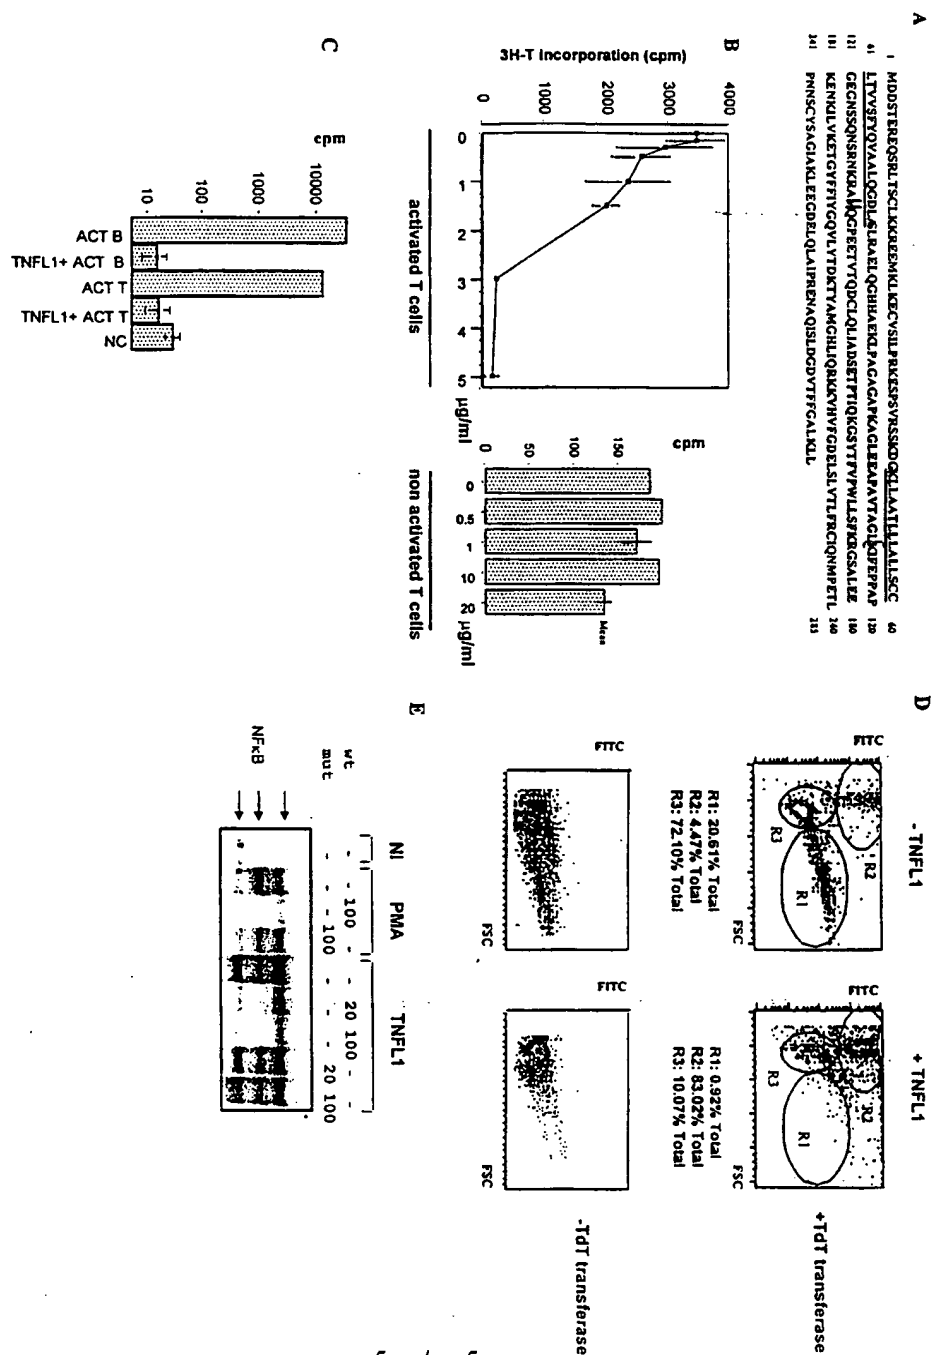 A
1 MDDSTEREQSRLTSCLKKREEMKLKECVSILPRKESPSVRSSKDGKLLAATLLLALLSCC 60
61 LTVVSFYQVAALQGDLASLRAELQGHHAEKLPAGAGAPKAGLEEAPAVTAGLKIFEPPAP 120
121 GEGNSSQNSRNKRAVQGPEETVTQDCLQLIADSETPTIQKGSYTFVPWLLSFKRGSALEE 180
181 KENKILVKETGYFFIYGQVLYTDKTYAMGHLIQRKKVHVFGDELSLVTLFRCIQNMPETL 240
241 PNNSCYSAGIAKLEEGDELQLAIPRENAQISLDGDVTFFGALKLL 285
B
3H-T incorporation (cpm)
4000
3000
2000
1000
0
0 1 2 3 4 5 µg/ml
activated T cells
cpm
150
100
50
0
0 0.5 1 10 20 µg/ml
Mean
non activated T cells
C
cpm
10000
1000
100
10
ACT B
TNFL1+ ACT B
ACT T
TNFL1+ ACT T
NC
D
- TNFL1
+ TNFL1
FITC
R2
R1
R3
FSC
FITC
R2
R1
R3
FSC
+TdT transferase
R1: 20.61% Total
R2: 4.47% Total
R3: 72.10% Total
R1: 0.92% Total
R2: 83.02% Total
R3: 10.07% Total
FITC
FSC
FITC
FSC
-TdT transferase
E
NI PMA TNFL1
wt - - 100 - - 20 100 - -
mut - - - 100 - - - 20 100
NFκB